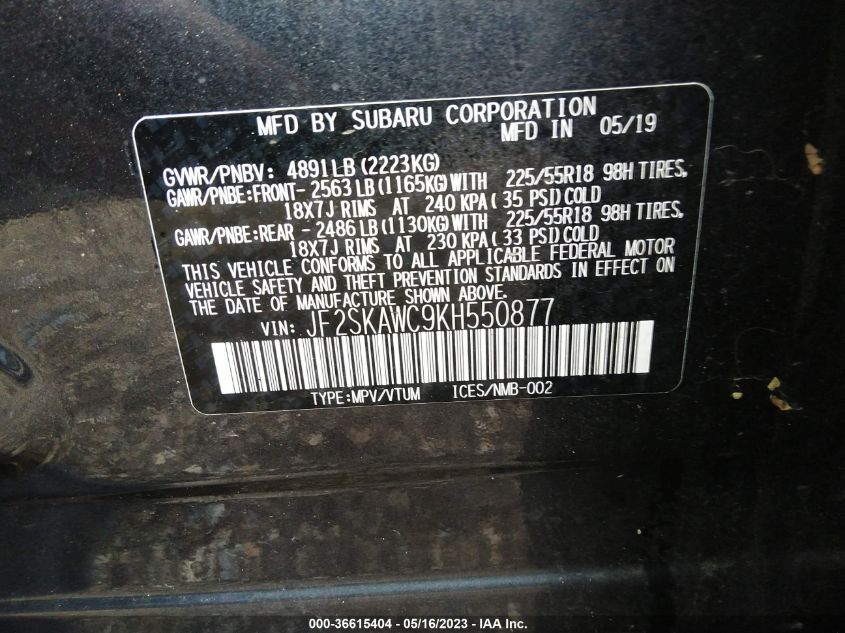 MFD BY SUBARU CORPORATION
MFD IN 05/19
GVWR/PNBV: 4891LB (2223KG)
GAWR/PNBE:FRONT- 2563 LB (1165KG) WITH 225/55R18 98H TIRES,
18X7J RIMS AT 240 KPA ( 35 PSI) COLD
GAWR/PNBE:REAR - 2486 LB (1130KG) WITH 225/55R18 98H TIRES,
18X7J RIMS AT 230 KPA ( 33 PSI) COLD
THIS VEHICLE CONFORMS TO ALL APPLICABLE FEDERAL MOTOR
VEHICLE SAFETY AND THEFT PREVENTION STANDARDS IN EFFECT ON
THE DATE OF MANUFACTURE SHOWN ABOVE.
VIN: JF2SKAWC9KH550877
TYPE:MPV/VTUM ICES/NMB-002
000-36615404 - 05/16/2023 - IAA Inc.